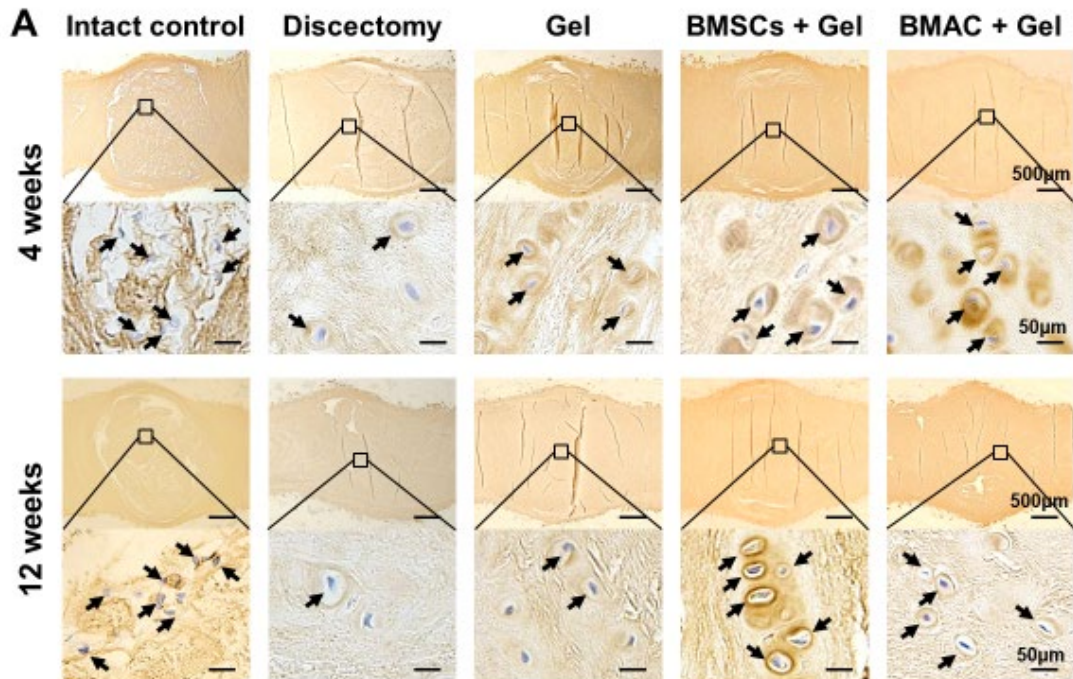 A
Intact control Discectomy Gel BMSCs + Gel BMAC + Gel
4 weeks
500μm
50μm
12 weeks
500μm
50μm